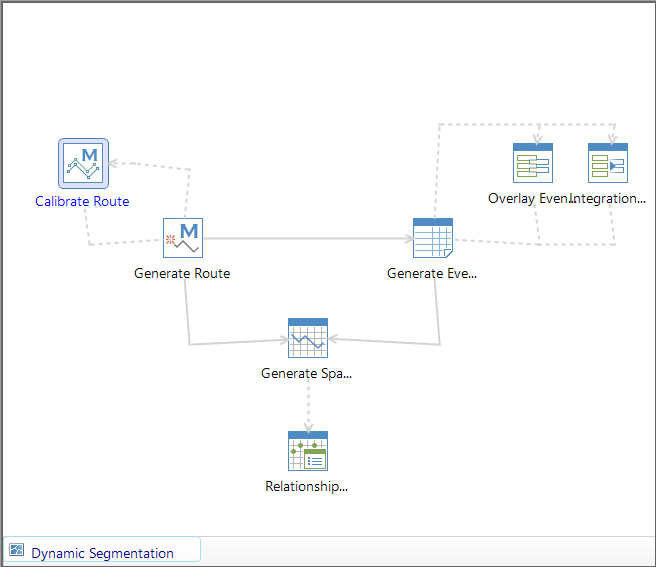 M
Calibrate Route
Overlay Even...
Integration...
M
Generate Route
Generate Eve...
Generate Spa...
Relationship...
Dynamic Segmentation